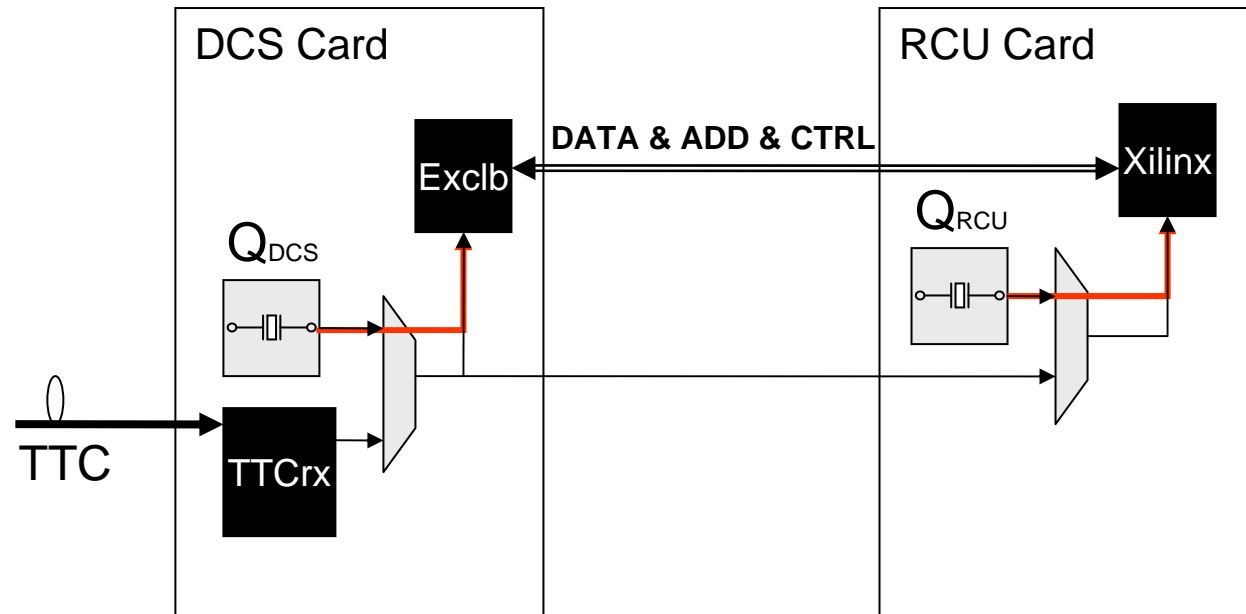 DCS Card
RCU Card
DATA & ADD & CTRL
Exclb
Xilinx
QDCS
QRCU
TTC
TTCrx